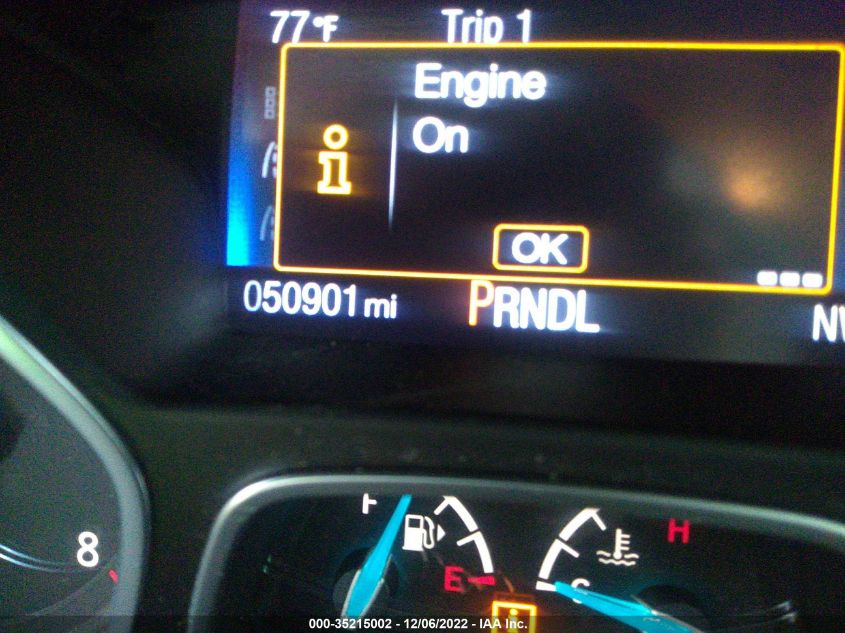 77°F Trip 1
Engine
On
OK
050901 mi PRNDL
8
E C H
000-35215002 - 12/06/2022 - IAA Inc.